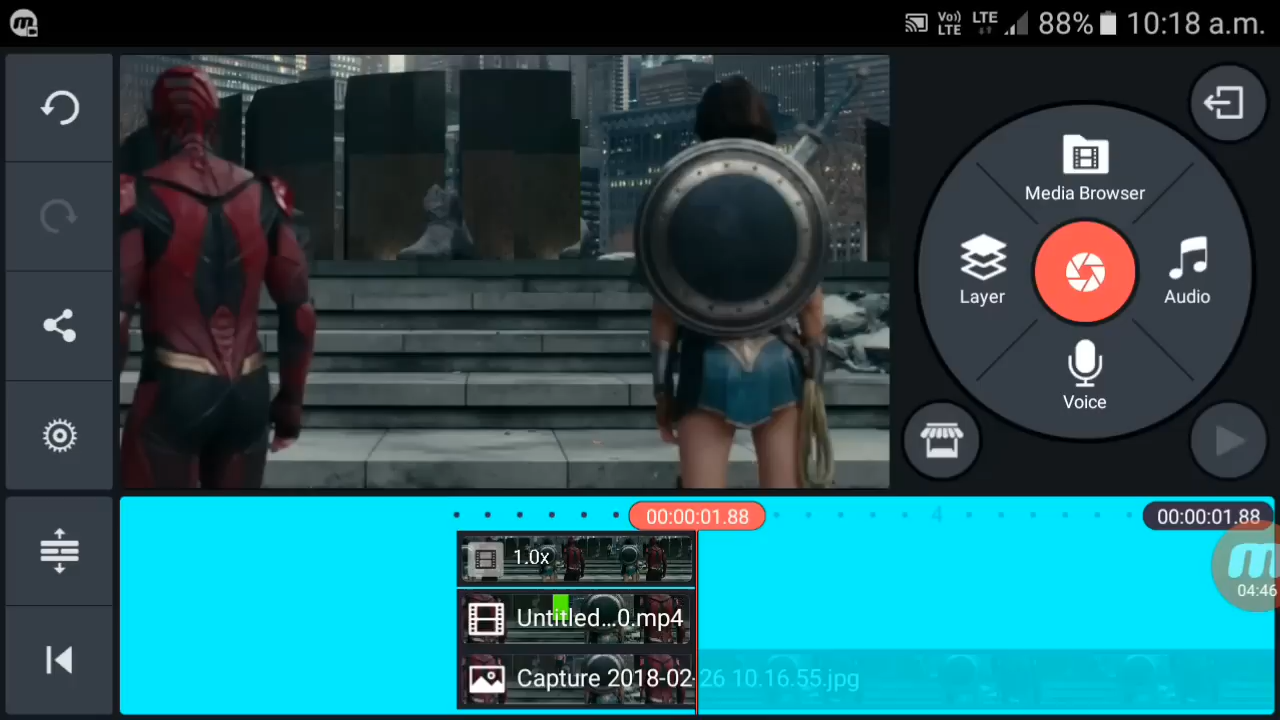 Vo))
LTE
LTE
88%
10:18 a.m.
Media Browser
Layer
Audio
Voice
00:00:01.88
4
00:00:01.88
1.0x
04:46
Untitled...0.mp4
Capture 2018-02-26 10.16.55.jpg